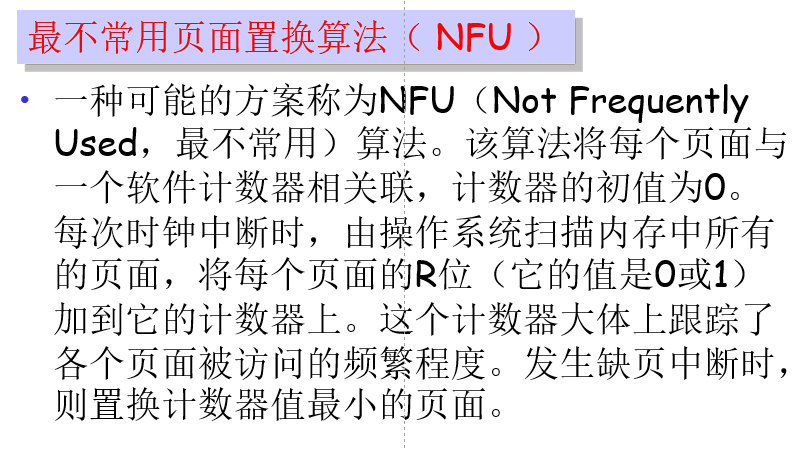 最不常用页面置换算法（ NFU ）
• 一种可能的方案称为NFU（Not Frequently
Used，最不常用）算法。该算法将每个页面与
一个软件计数器相关联，计数器的初值为0。
每次时钟中断时，由操作系统扫描内存中所有
的页面，将每个页面的R位（它的值是0或1）
加到它的计数器上。这个计数器大体上跟踪了
各个页面被访问的频繁程度。发生缺页中断时，
则置换计数器值最小的页面。